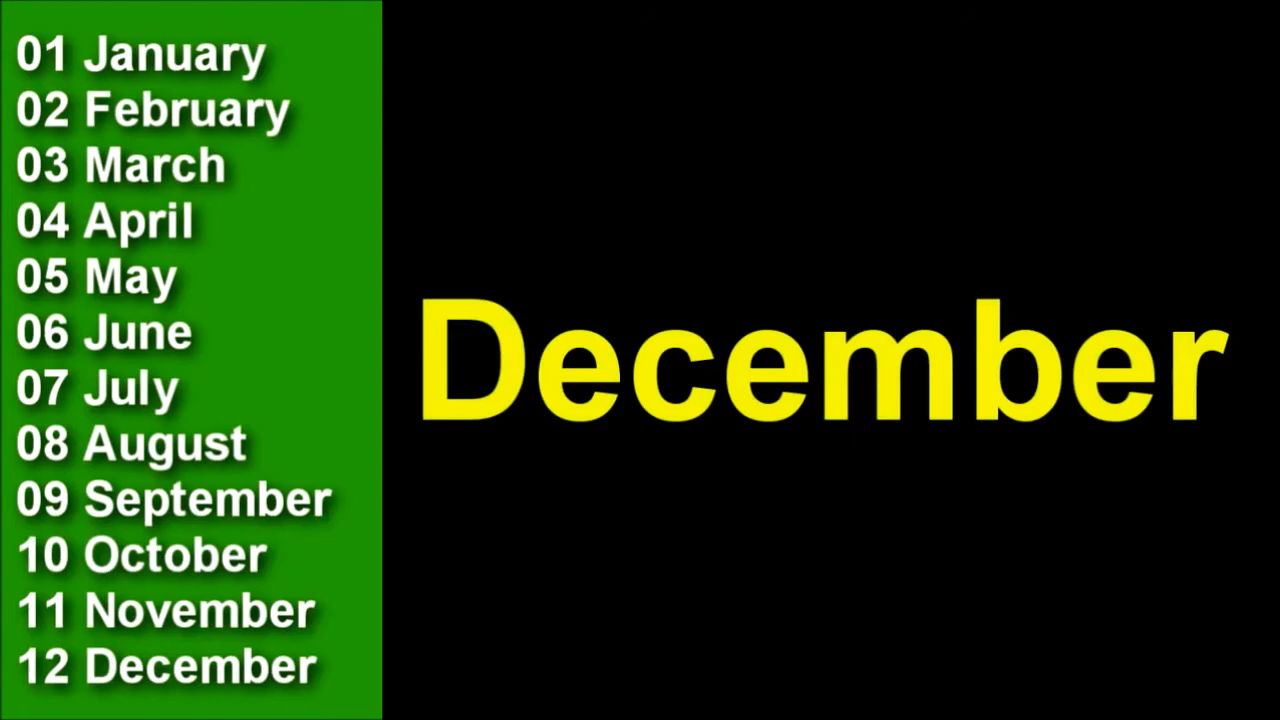 01 January
02 February
03 March
04 April
05 May
06 June
07 July
08 August
09 September
10 October
11 November
12 December
December